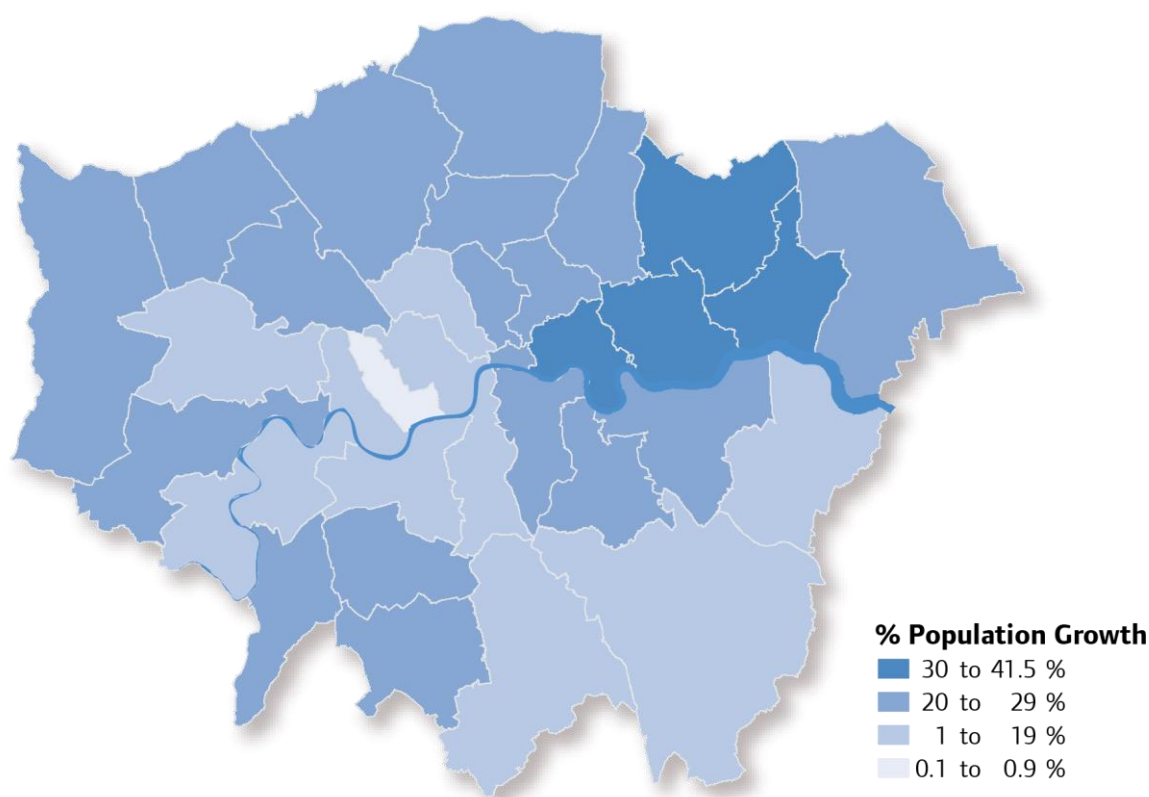 % Population Growth
30 to 41.5 %
20 to 29 %
1 to 19 %
0.1 to 0.9 %